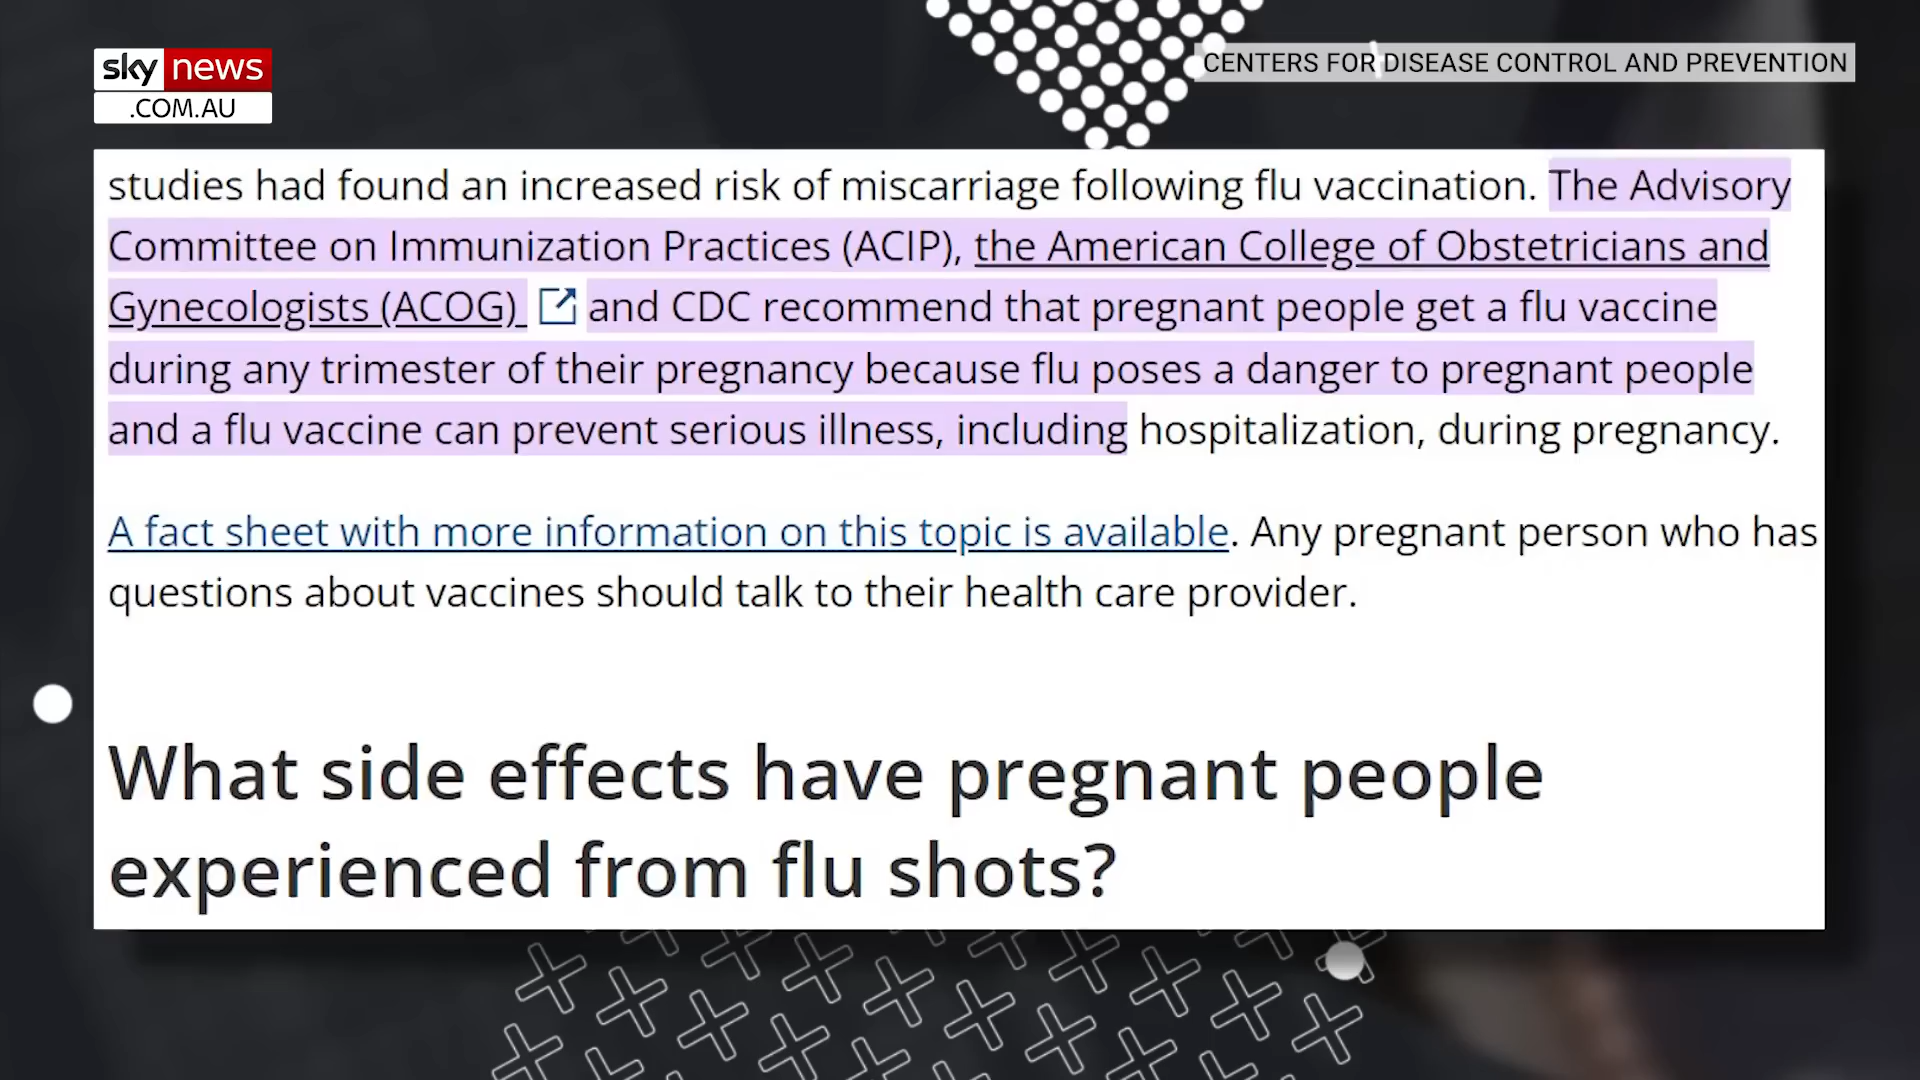 sky news
.COM.AU
CENTERS FOR DISEASE CONTROL AND PREVENTION
studies had found an increased risk of miscarriage following flu vaccination. The Advisory
Committee on Immunization Practices (ACIP), the American College of Obstetricians and
Gynecologists (ACOG) and CDC recommend that pregnant people get a flu vaccine
during any trimester of their pregnancy because flu poses a danger to pregnant people
and a flu vaccine can prevent serious illness, including hospitalization, during pregnancy.
A fact sheet with more information on this topic is available. Any pregnant person who has
questions about vaccines should talk to their health care provider.
What side effects have pregnant people
experienced from flu shots?